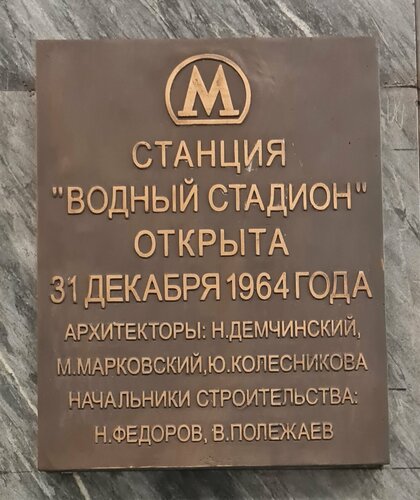 М
СТАНЦИЯ
"ВОДНЫЙ СТАДИОН"
ОТКРЫТА
31 ДЕКАБРЯ 1964 ГОДА
АРХИТЕКТОРЫ: Н.ДЕМЧИНСКИЙ,
М.МАРКОВСКИЙ,Ю.КОЛЕСНИКОВА
НАЧАЛЬНИКИ СТРОИТЕЛЬСТВА:
Н.ФЕДОРОВ, В.ПОЛЕЖАЕВ